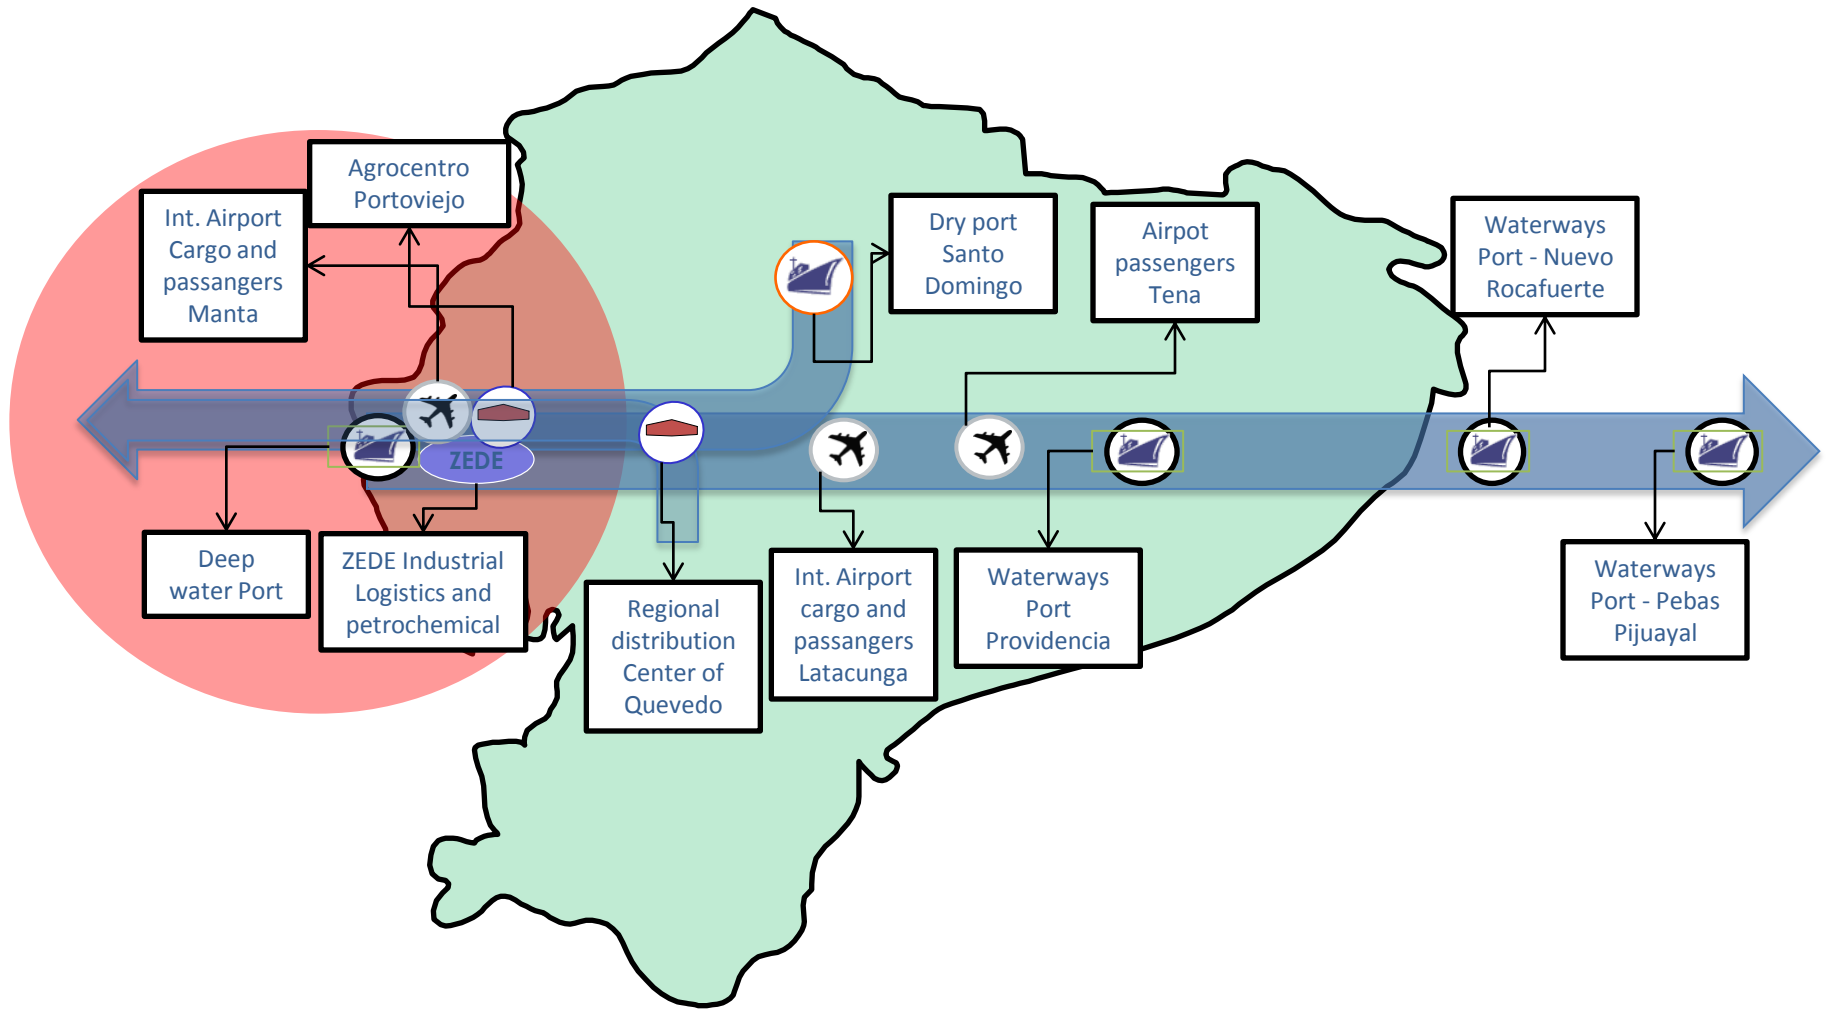 Agrocentro
Portoviejo
Int. Airport
Cargo and
passangers
Manta
Dry port
Santo
Domingo
Airpot
passengers
Tena
Waterways
Port - Nuevo
Rocafuerte
ZEDE
Deep
water Port
ZEDE Industrial
Logistics and
petrochemical
Regional
distribution
Center of
Quevedo
Int. Airport
cargo and
passangers
Latacunga
Waterways
Port
Providencia
Waterways
Port - Pebas
Pijuayal